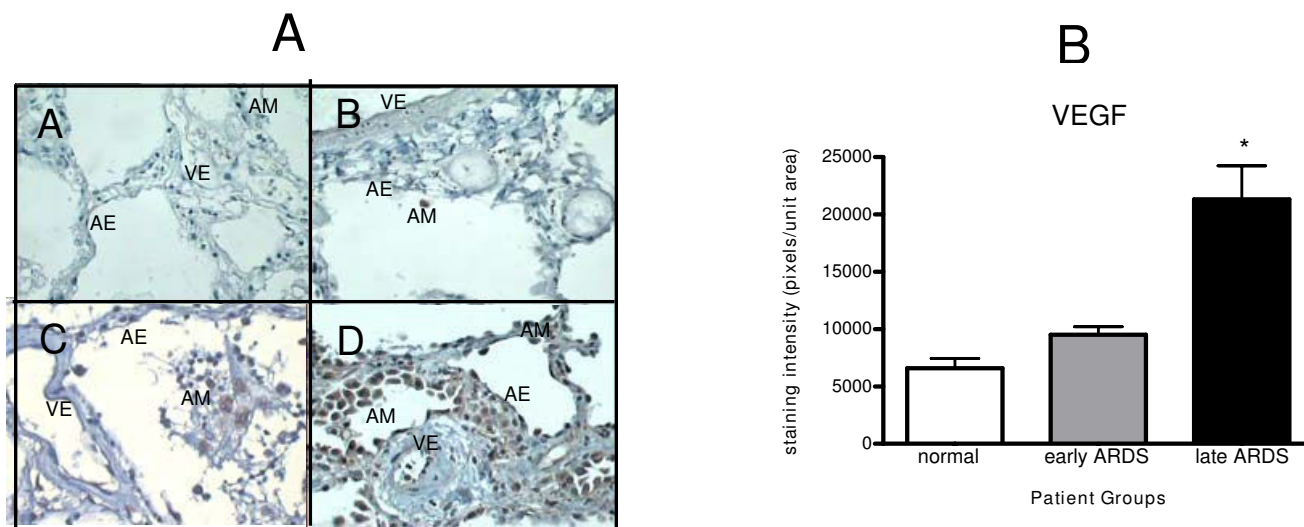 A
A
AM
VE
AE
B
VE
AE
AM
C
AE
AM
VE
D
AM
AE
AM
VE
B
VEGF
*
staining intensity (pixels/unit area)
25000
20000
15000
10000
5000
0
normal early ARDS late ARDS
Patient Groups